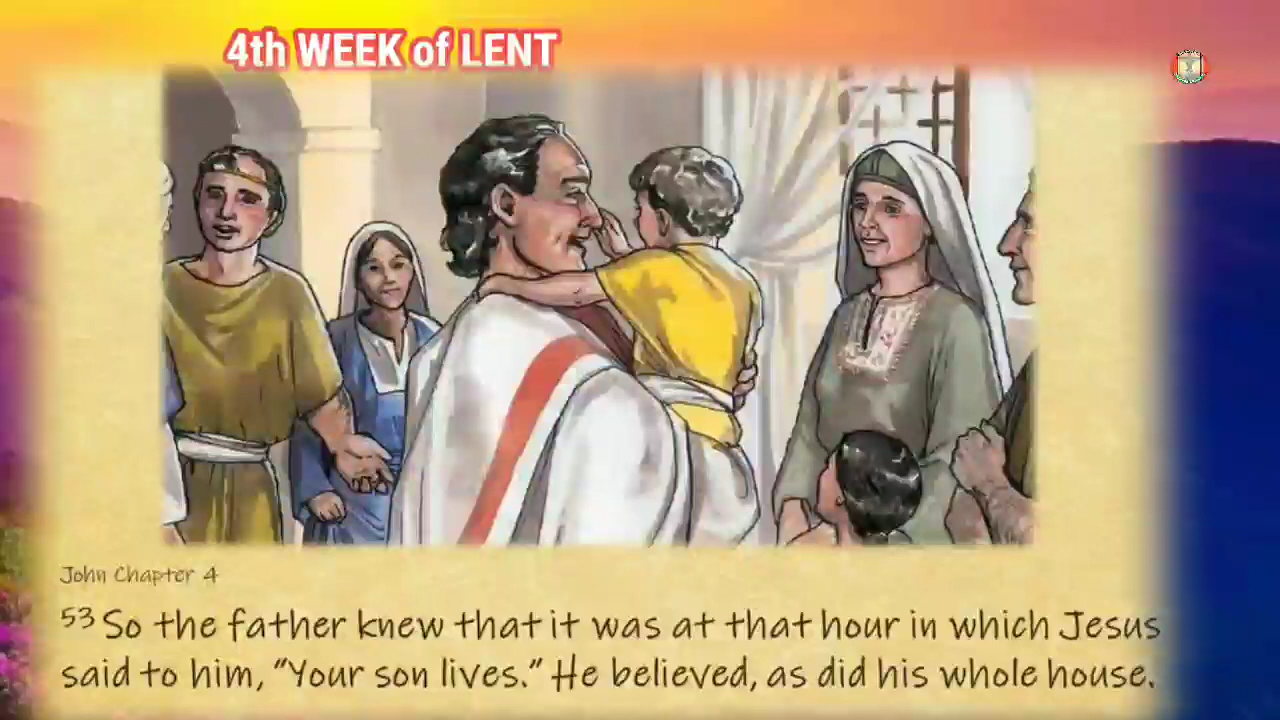 4th WEEK of LENT
John Chapter 4
53 So the father knew that it was at that hour in which Jesus
said to him, "Your son lives." He believed, as did his whole house.